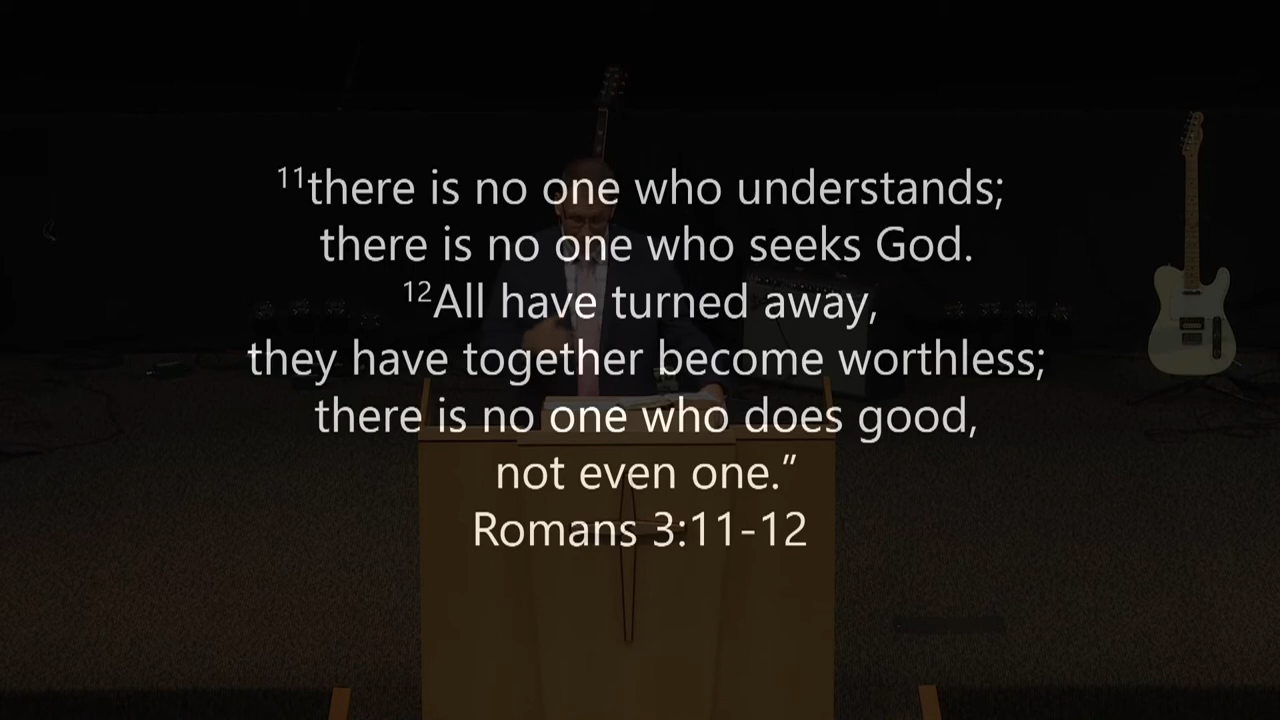 ¹¹there is no one who understands;
there is no one who seeks God.
¹²All have turned away,
they have together become worthless;
there is no one who does good,
not even one.”
Romans 3:11-12